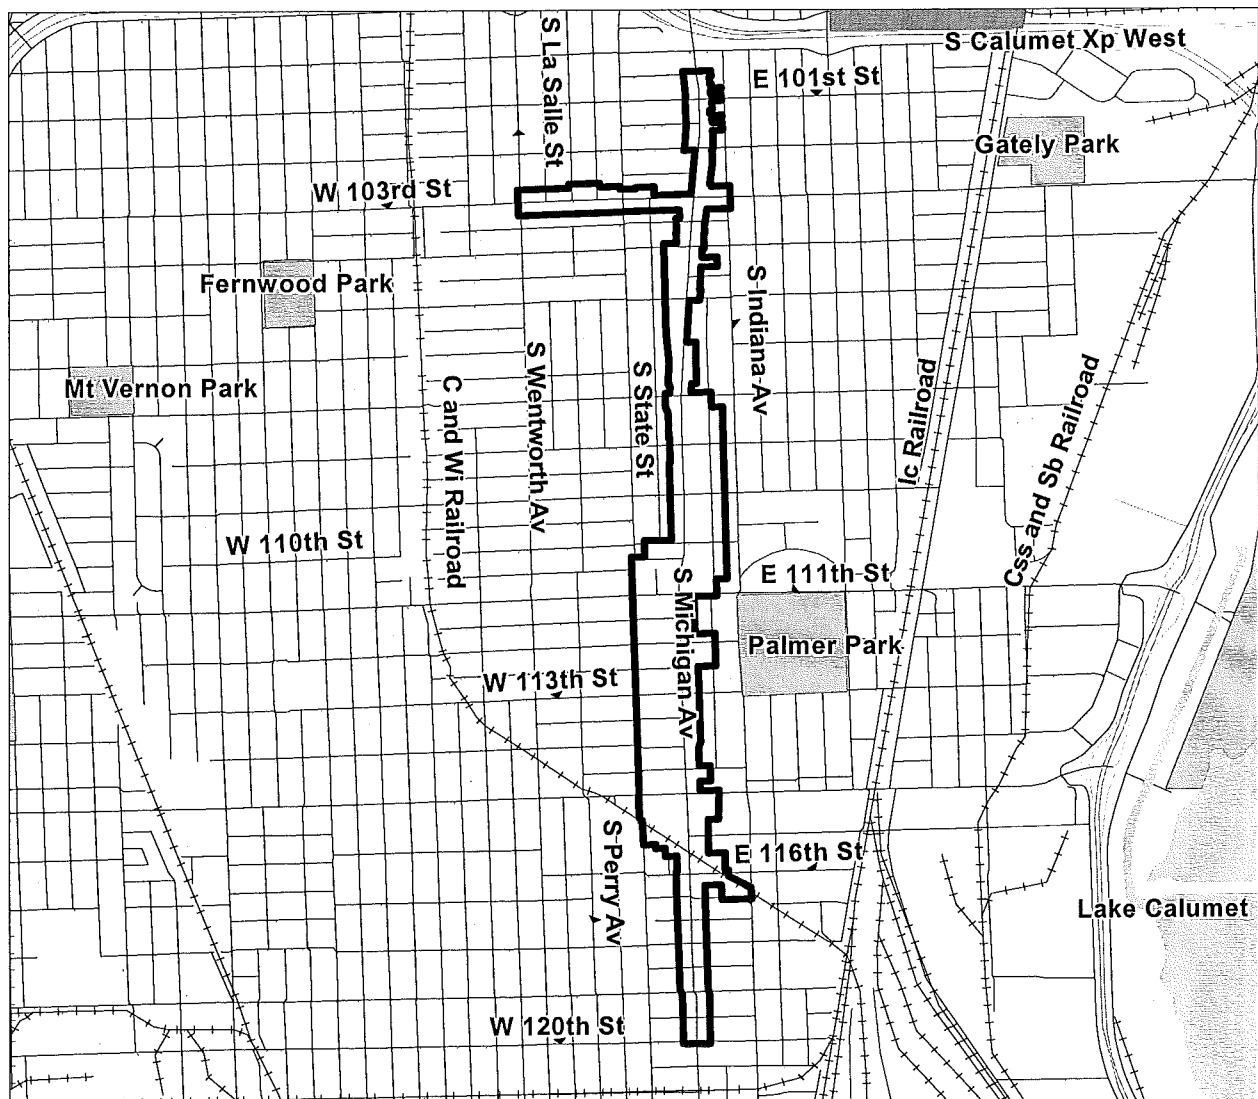 S Calumet Xp West
S La Salle St
E 101st St
Gately Park
W 103rd St
Fernwood Park
S Indiana Av
Mt Vernon Park
S Wentworth Av
S State St
C and Wi Railroad
Ic Railroad
Css and Sb Railroad
W 110th St
E 111th St
S Michigan Av
Palmer Park
W 113th St
S Perry Av
E 116th St
Lake Calumet
W 120th St